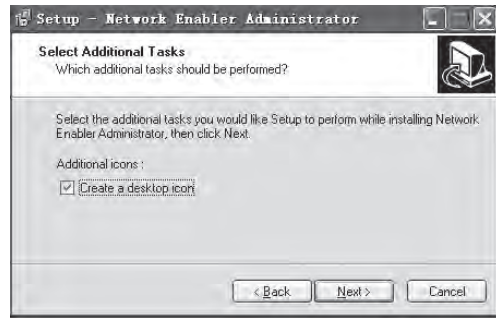 Setup - Network Enabler Administrator
Select Additional Tasks
Which additional tasks should be performed?
Select the additional tasks you would like Setup to perform while installing Network
Enabler Administrator, then click Next.
Additional icons :
Create a desktop icon
< Back
Next >
Cancel